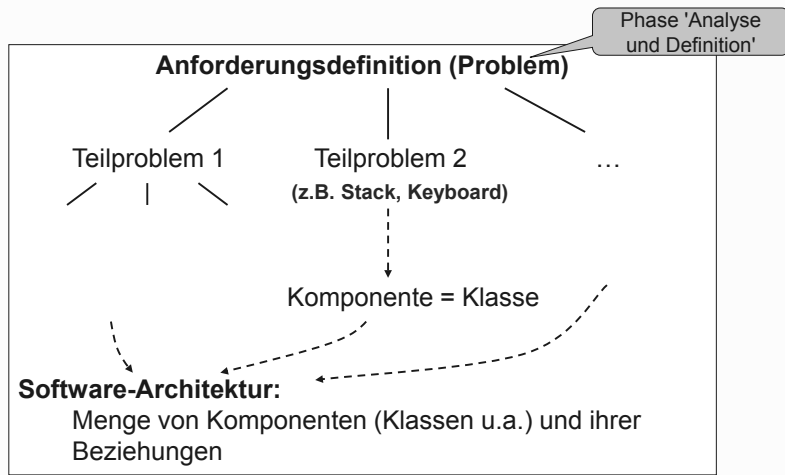 Phase 'Analyse
und Definition'
Anforderungsdefinition (Problem)
Teilproblem 1
Teilproblem 2
…
(z.B. Stack, Keyboard)
Komponente = Klasse
Software-Architektur:
Menge von Komponenten (Klassen u.a.) und ihrer
Beziehungen